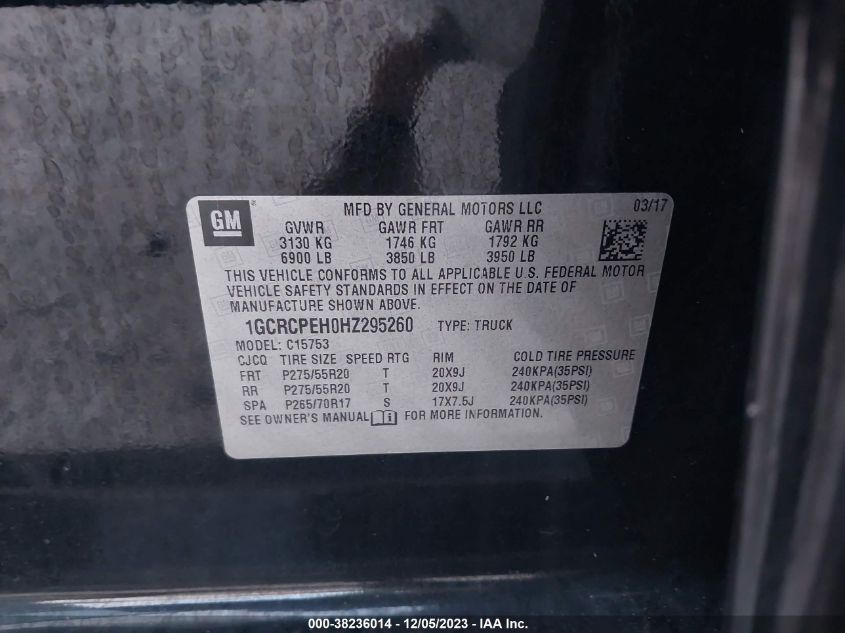 GM MFD BY GENERAL MOTORS LLC 03/17
GVWR GAWR FRT GAWR RR
3130 KG 1746 KG 1792 KG
6900 LB 3850 LB 3950 LB
THIS VEHICLE CONFORMS TO ALL APPLICABLE U.S. FEDERAL MOTOR
VEHICLE SAFETY STANDARDS IN EFFECT ON THE DATE OF
MANUFACTURE SHOWN ABOVE.
1GCRCPEH0HZ295260 TYPE: TRUCK
MODEL: C15753
CJCQ TIRE SIZE SPEED RTG RIM COLD TIRE PRESSURE
FRT P275/55R20 T 20X9J 240KPA(35PSI)
RR P275/55R20 T 20X9J 240KPA(35PSI)
SPA P265/70R17 S 17X7.5J 240KPA(35PSI)
SEE OWNER'S MANUAL FOR MORE INFORMATION.
000-38236014 - 12/05/2023 - IAA Inc.